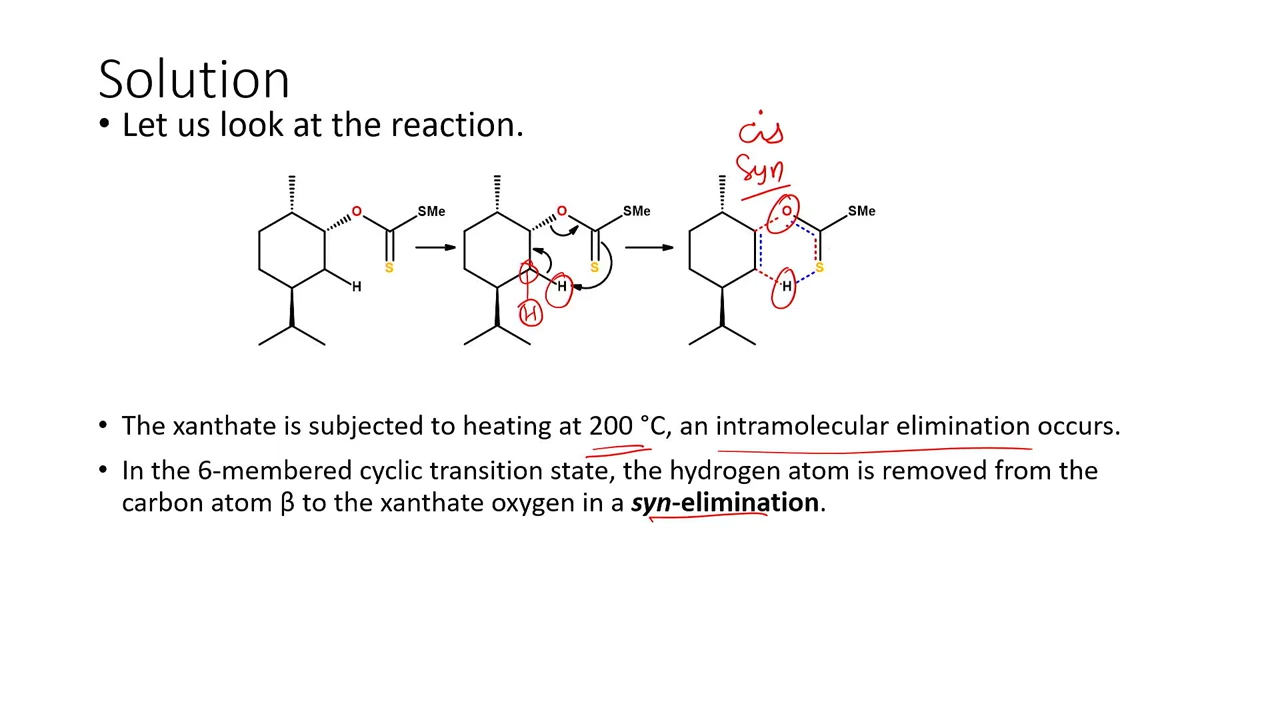 Solution
• Let us look at the reaction.
cis
Syn
O
SMe
S
H
O
SMe
S
H
H
O
SMe
S
H
• The xanthate is subjected to heating at 200 °C, an intramolecular elimination occurs.
• In the 6-membered cyclic transition state, the hydrogen atom is removed from the
carbon atom β to the xanthate oxygen in a syn-elimination.